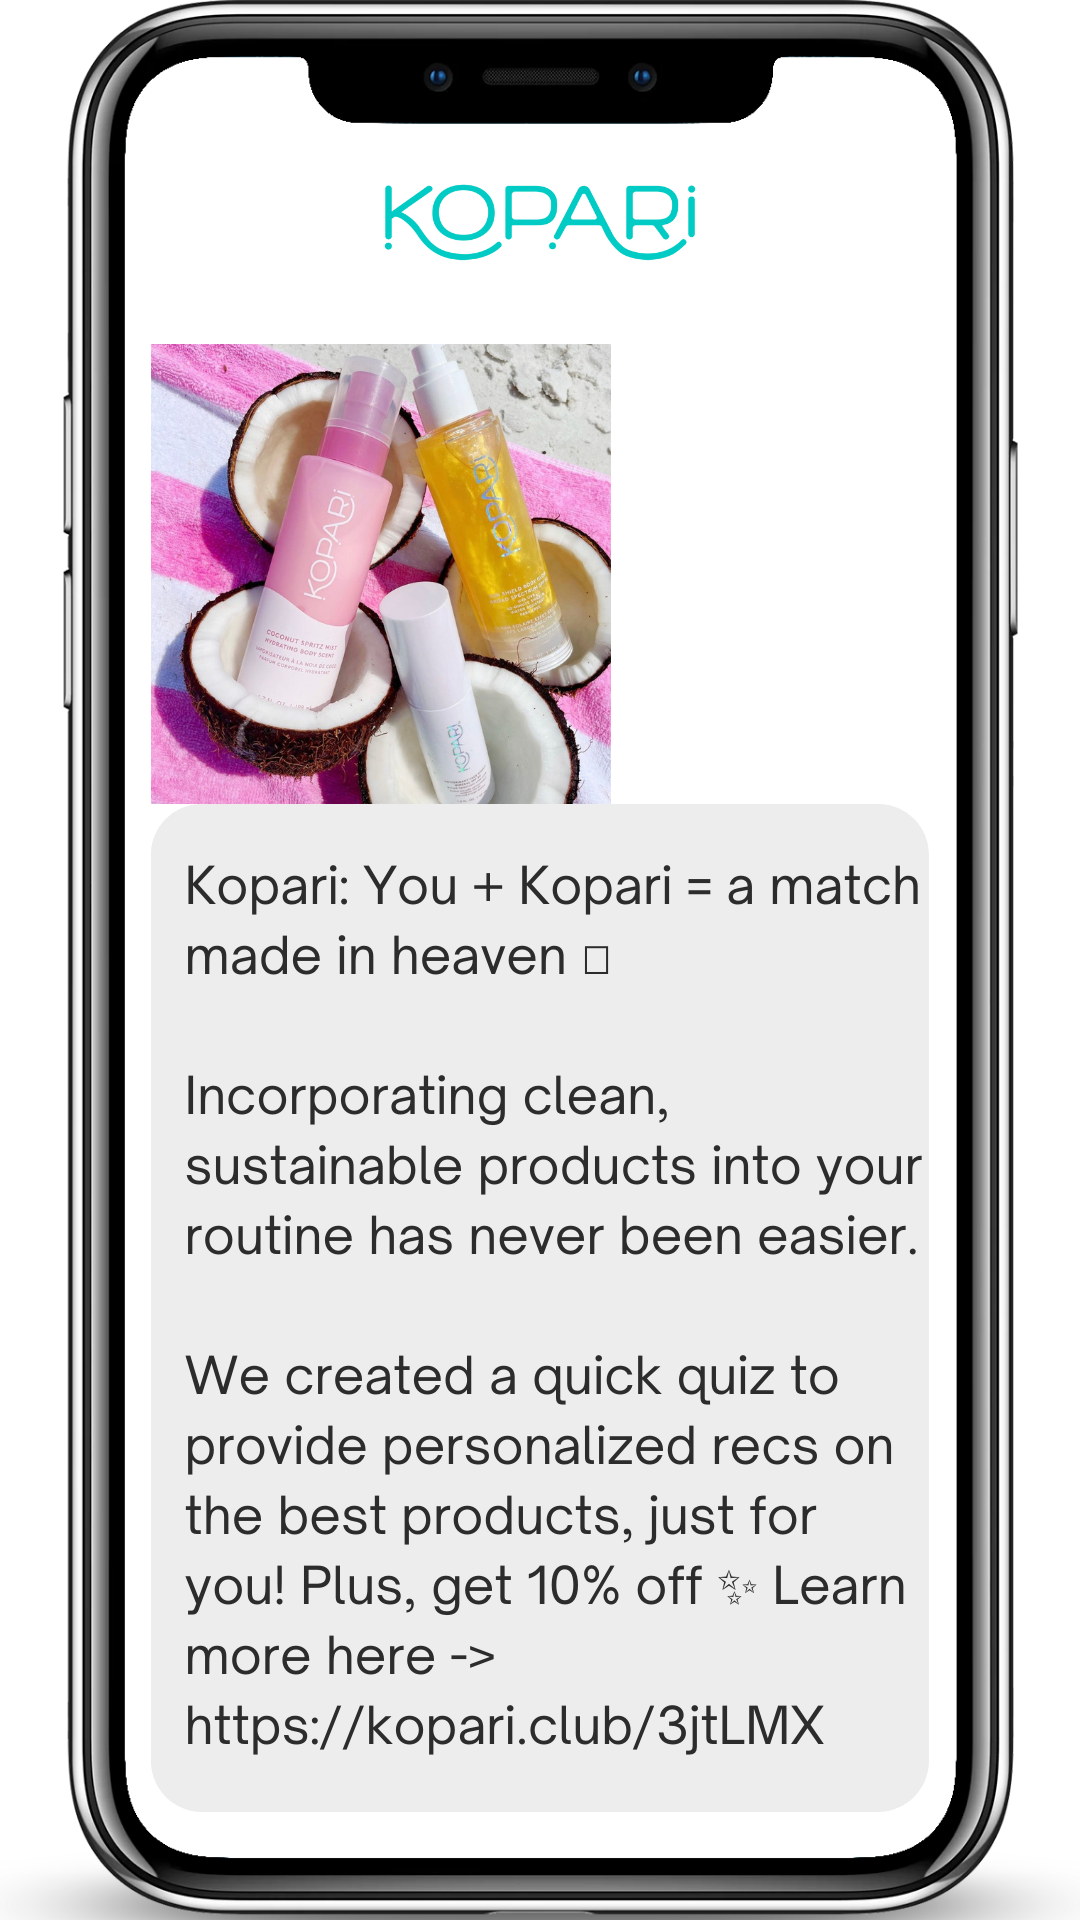 KOPARi
KOPARi
COCONUT SPRITZ MIST
HYDRATING BODY SCENT
KOPARi
KOPARi
Kopari: You + Kopari = a match
made in heaven □
Incorporating clean,
sustainable products into your
routine has never been easier.
We created a quick quiz to
provide personalized recs on
the best products, just for
you! Plus, get 10% off ✨ Learn
more here ->
https://kopari.club/3jtLMX